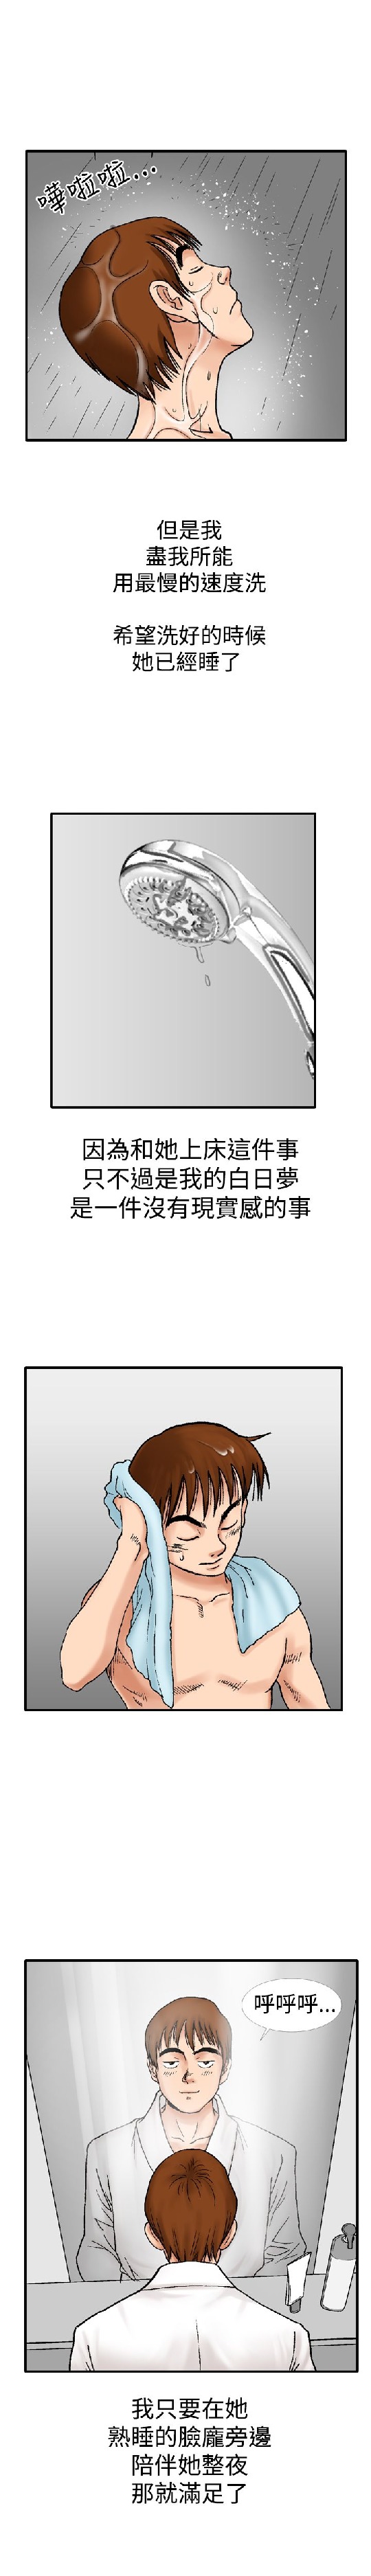 嘩啦啦...
但是我
盡我所能
用最慢的速度洗
希望洗好的時候
她已經睡了
因為和她上床這件事
只不過是我的白日夢
是一件沒有現實感的事
呼呼呼...
我只要在她
熟睡的臉龐旁邊
陪伴她整夜
那就滿足了